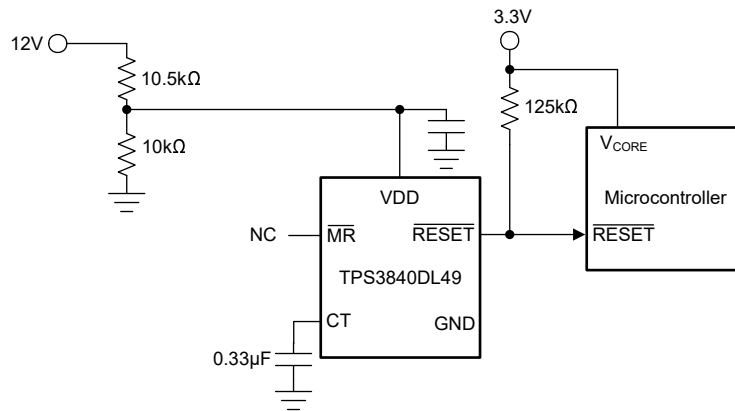 3.3V
12V
10.5kΩ
125kΩ
10kΩ
V_CORE
VDD
Microcontroller
NC
MR
RESET
RESET
TPS3840DL49
CT
GND
0.33µF